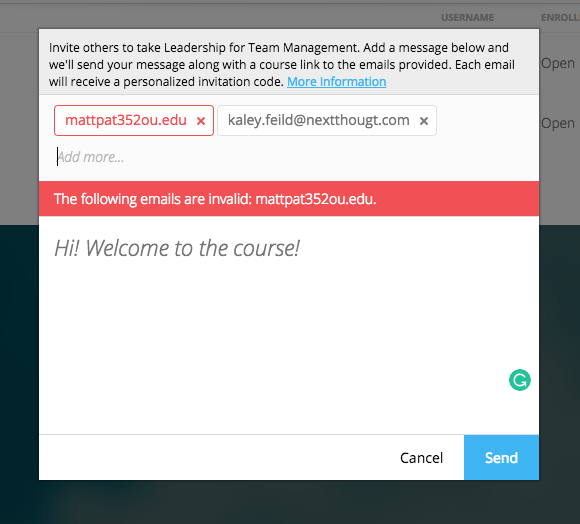 USERNAME ENROLL
Invite others to take Leadership for Team Management. Add a message below and
we'll send your message along with a course link to the emails provided. Each email
will receive a personalized invitation code. More Information
Open
mattpat352ou.edu × kaley.feild@nextthougt.com ×
Open
Add more...
The following emails are invalid: mattpat352ou.edu.
Hi! Welcome to the course!
Cancel Send